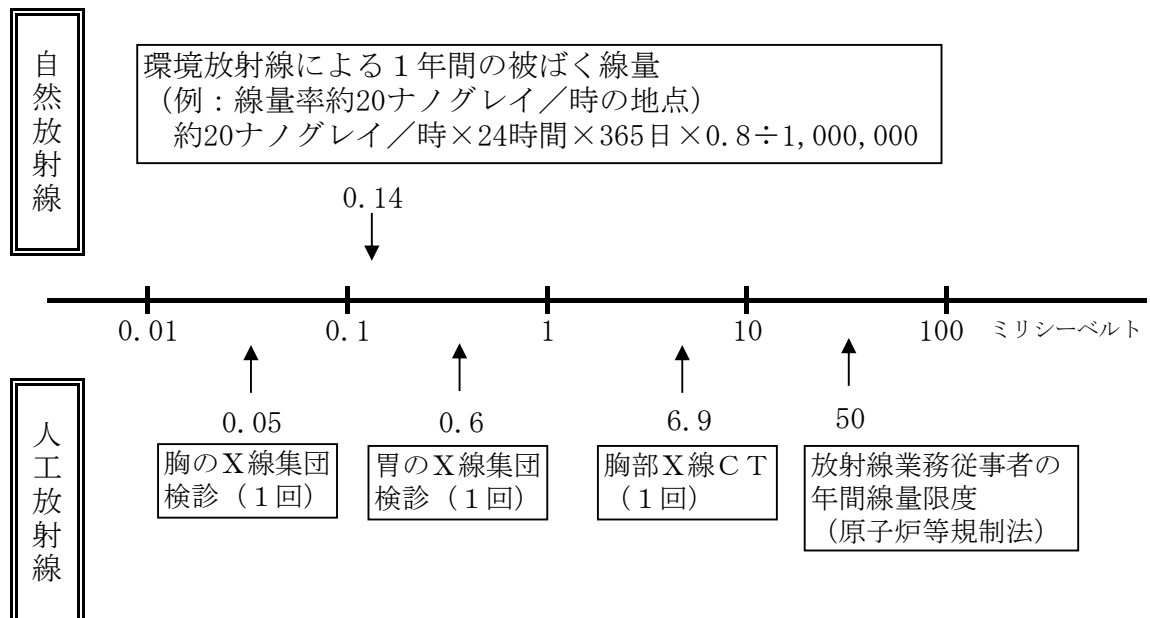 自然放射線
環境放射線による１年間の被ばく線量
（例：線量率約20ナノグレイ／時の地点）
約20ナノグレイ／時×24時間×365日×0.8÷1,000,000
0.14
0.01
0.1
1
10
100
ミリシーベルト
人工放射線
0.05
0.6
6.9
50
胸のＸ線集団
検診（１回）
胃のＸ線集団
検診（１回）
胸部Ｘ線ＣＴ
（１回）
放射線業務従事者の
年間線量限度
（原子炉等規制法）